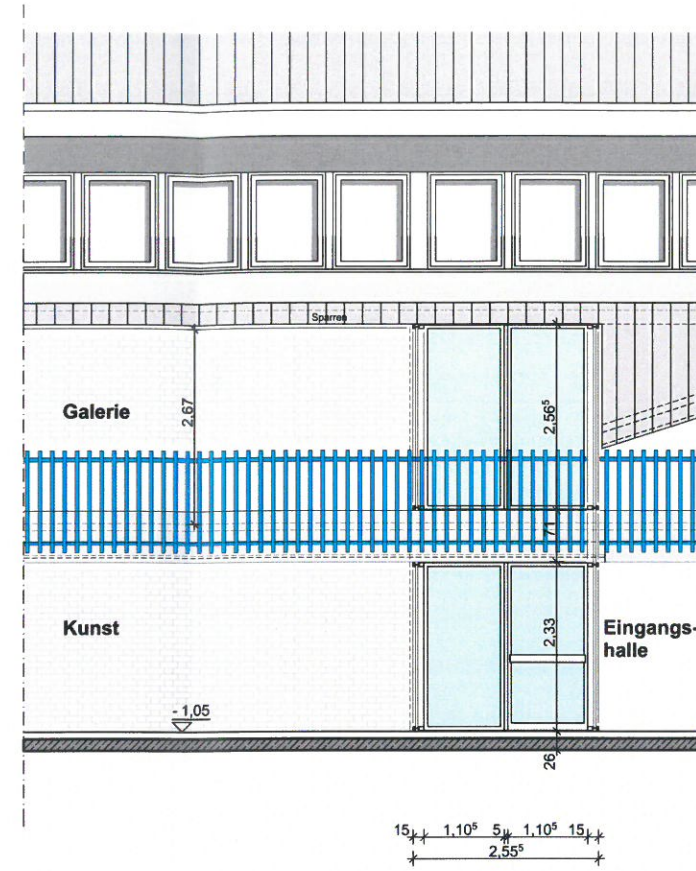 Sparren
Galerie
2,67
2,56⁵
71
Kunst
2,33
Eingangs-
halle
- 1,05
26
15 1,10⁵ 5 1,10⁵ 15
2,55⁵